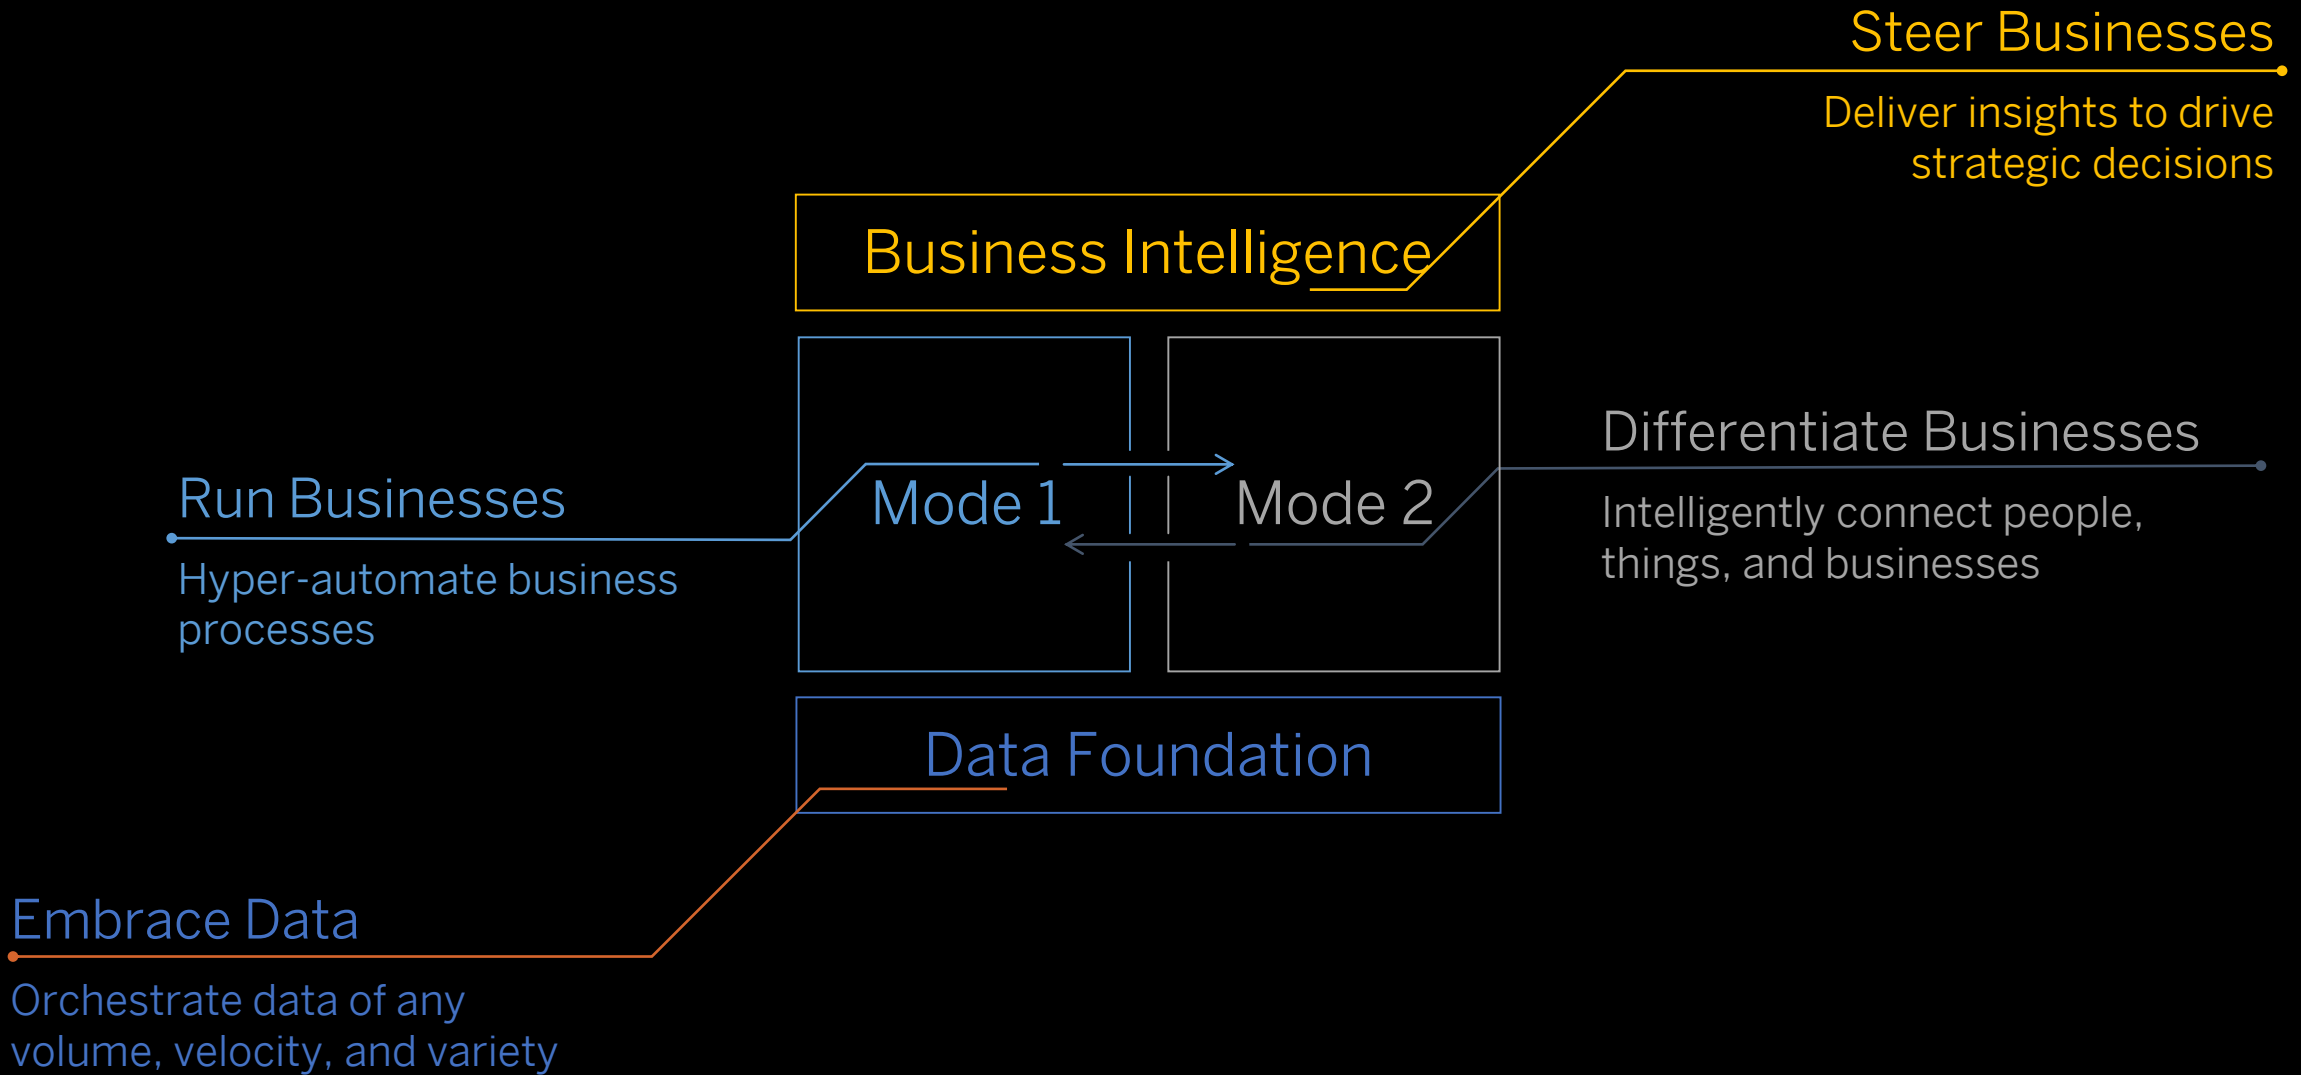 Steer Businesses
Deliver insights to drive
strategic decisions
Business Intelligence
Differentiate Businesses
Intelligently connect people,
things, and businesses
Run Businesses
Hyper-automate business
processes
Mode 1
Mode 2
Data Foundation
Embrace Data
Orchestrate data of any
volume, velocity, and variety